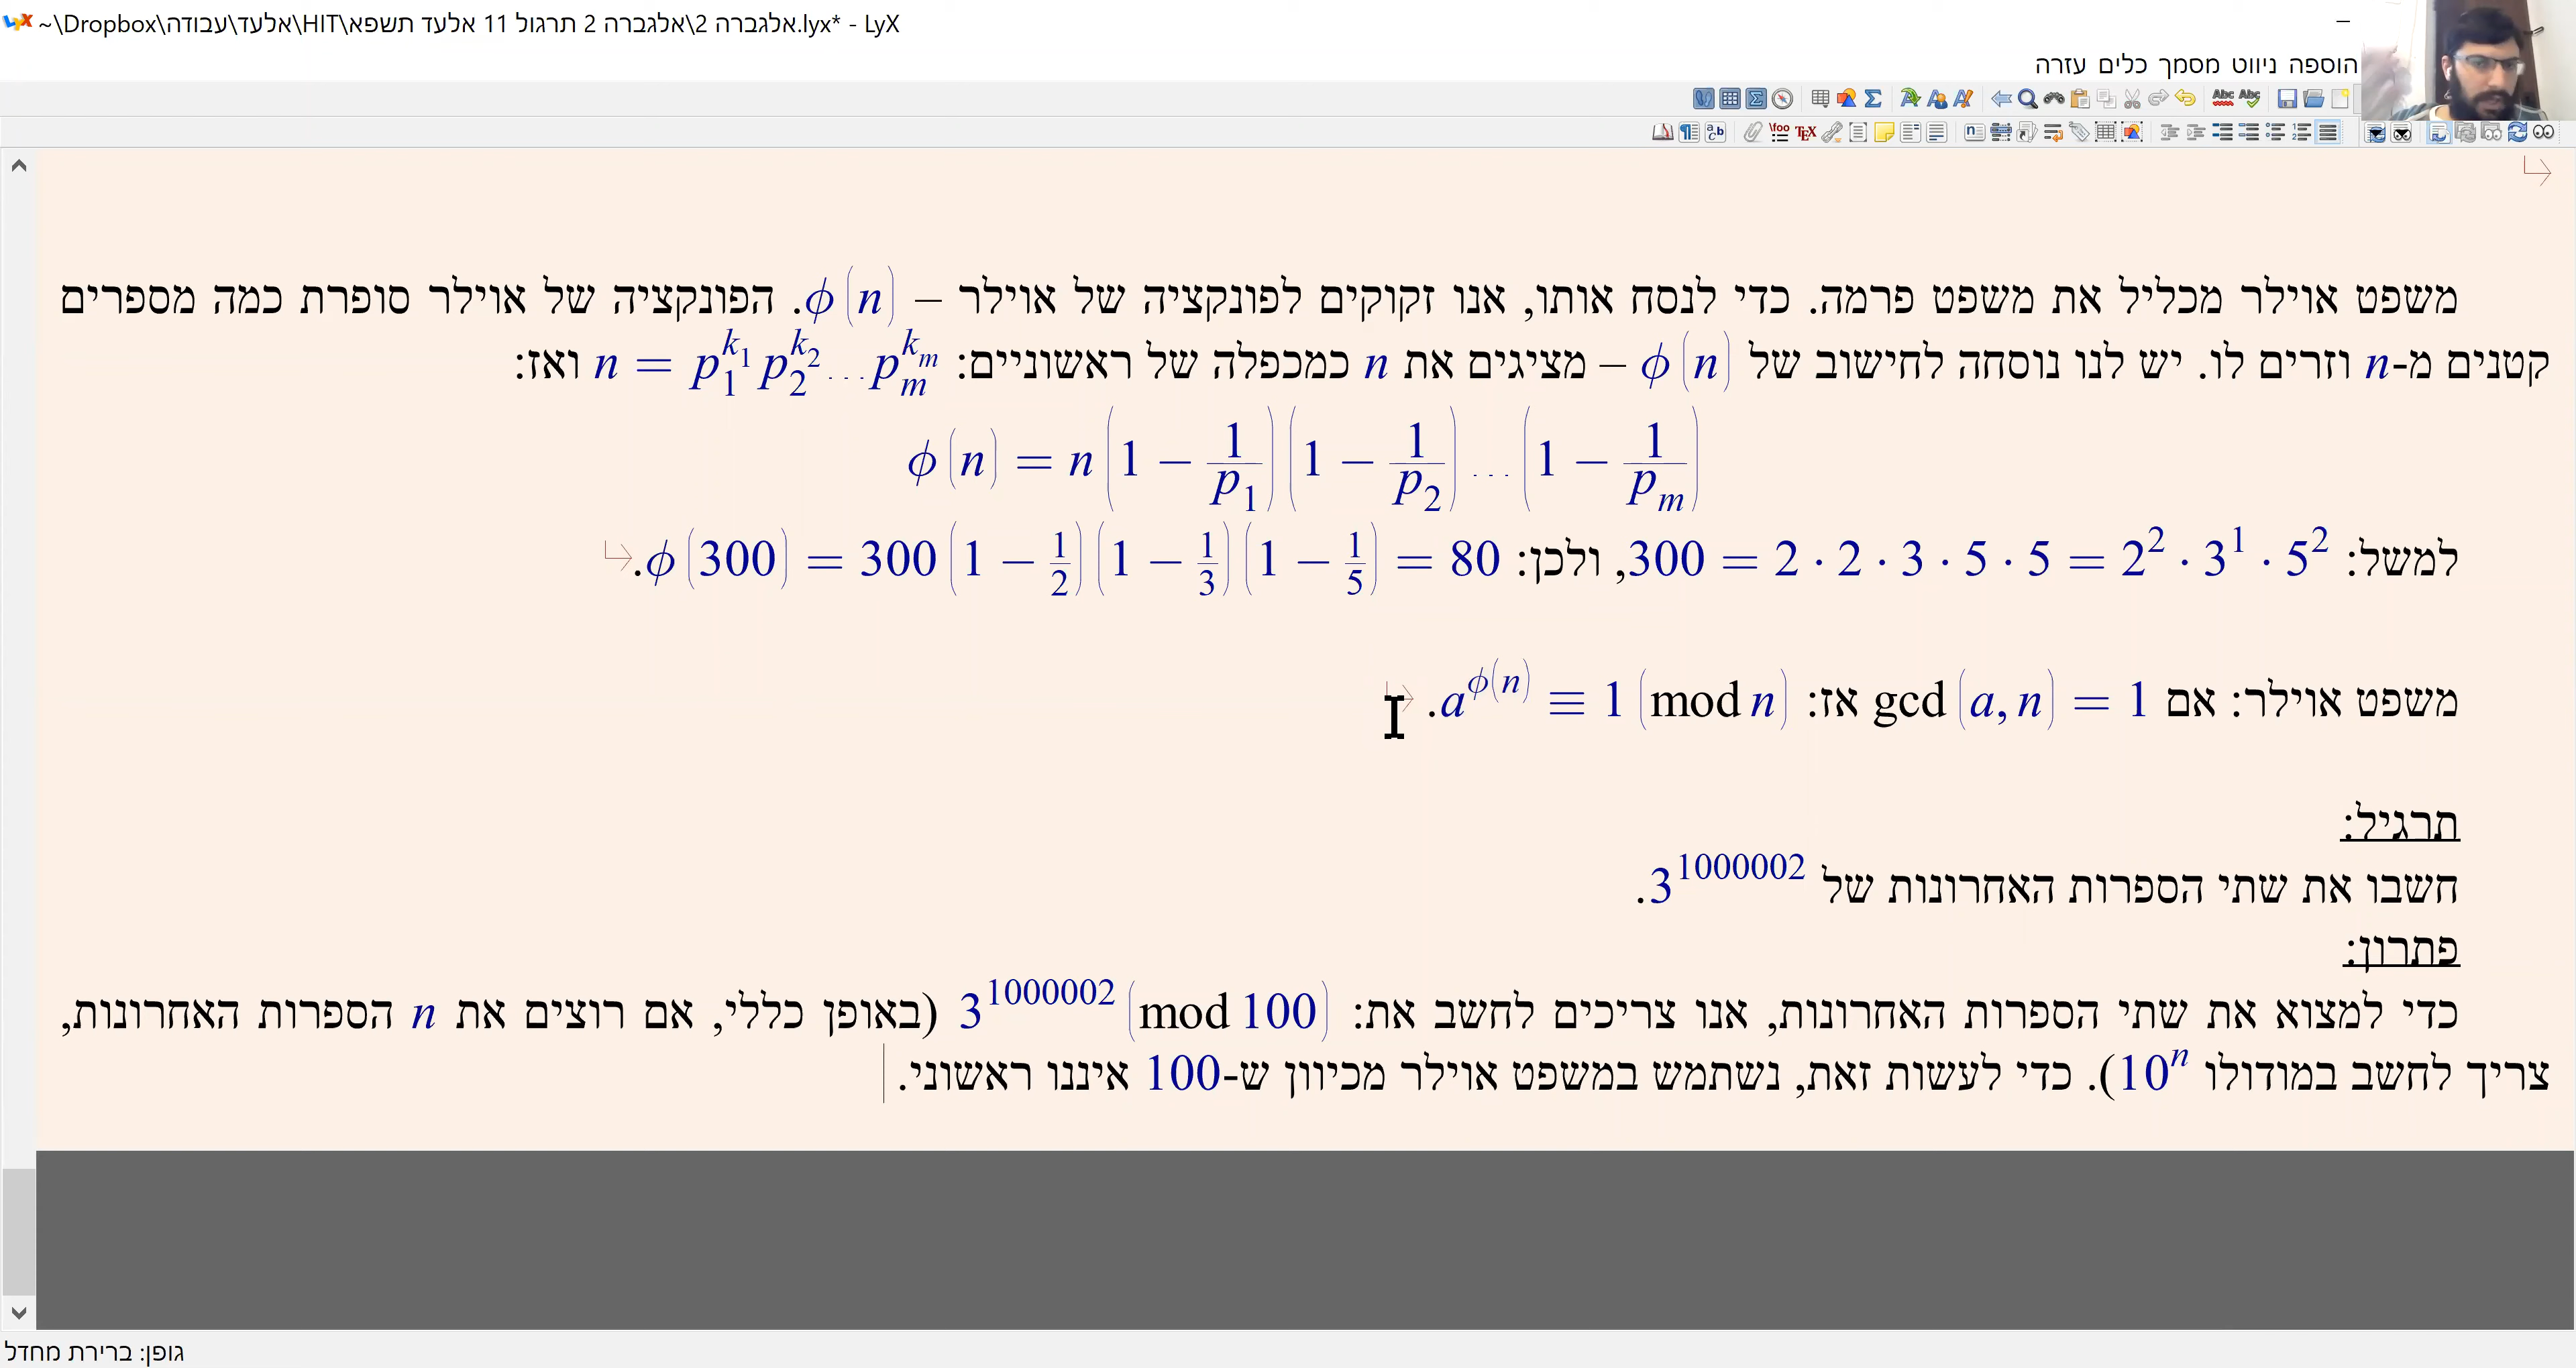 ~\Dropbox\אלעד\עבודה\HIT\אלגברה 2\אלגברה 2 תרגול 11 אלעד תשפא.lyx* - LyX
הוספה ניווט מסמך כלים עזרה
משפט אוילר מכליל את משפט פרמה. כדי לנסח אותו, אנו זקוקים לפונקציה של אוילר – ϕ(n). הפונקציה של אוילר סופרת כמה מספרים
קטנים מ-n וזרים לו. יש לנו נוסחה לחישוב של ϕ(n) – מציגים את n כמכפלה של ראשוניים: n = p_1^{k_1} p_2^{k_2} … p_m^{k_m} ואז:
ϕ(n) = n(1 − 1/p_1)(1 − 1/p_2)…(1 − 1/p_m)
למשל: 300 = 2 · 2 · 3 · 5 · 5 = 2^2 · 3^1 · 5^2, ולכן: ϕ(300) = 300(1 − 1/2)(1 − 1/3)(1 − 1/5) = 80.
משפט אוילר: אם gcd(a, n) = 1 אז: a^{ϕ(n)} ≡ 1 (mod n).
תרגיל:
חשבו את שתי הספרות האחרונות של 3^{1000002}.
פתרון:
כדי למצוא את שתי הספרות האחרונות, אנו צריכים לחשב את: 3^{1000002} (mod 100) (באופן כללי, אם רוצים את n הספרות האחרונות,
צריך לחשב במודולו 10^n). כדי לעשות זאת, נשתמש במשפט אוילר מכיוון ש-100 איננו ראשוני.
גופן: ברירת מחדל